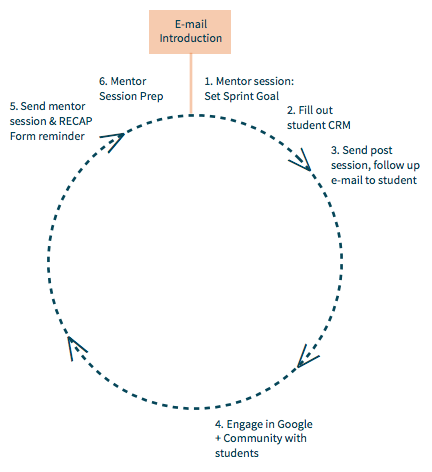 E-mail
Introduction
1. Mentor session:
Set Sprint Goal
2. Fill out
student CRM
3. Send post
session, follow up
e-mail to student
4. Engage in Google
+ Community with
students
5. Send mentor
session & RECAP
Form reminder
6. Mentor
Session Prep